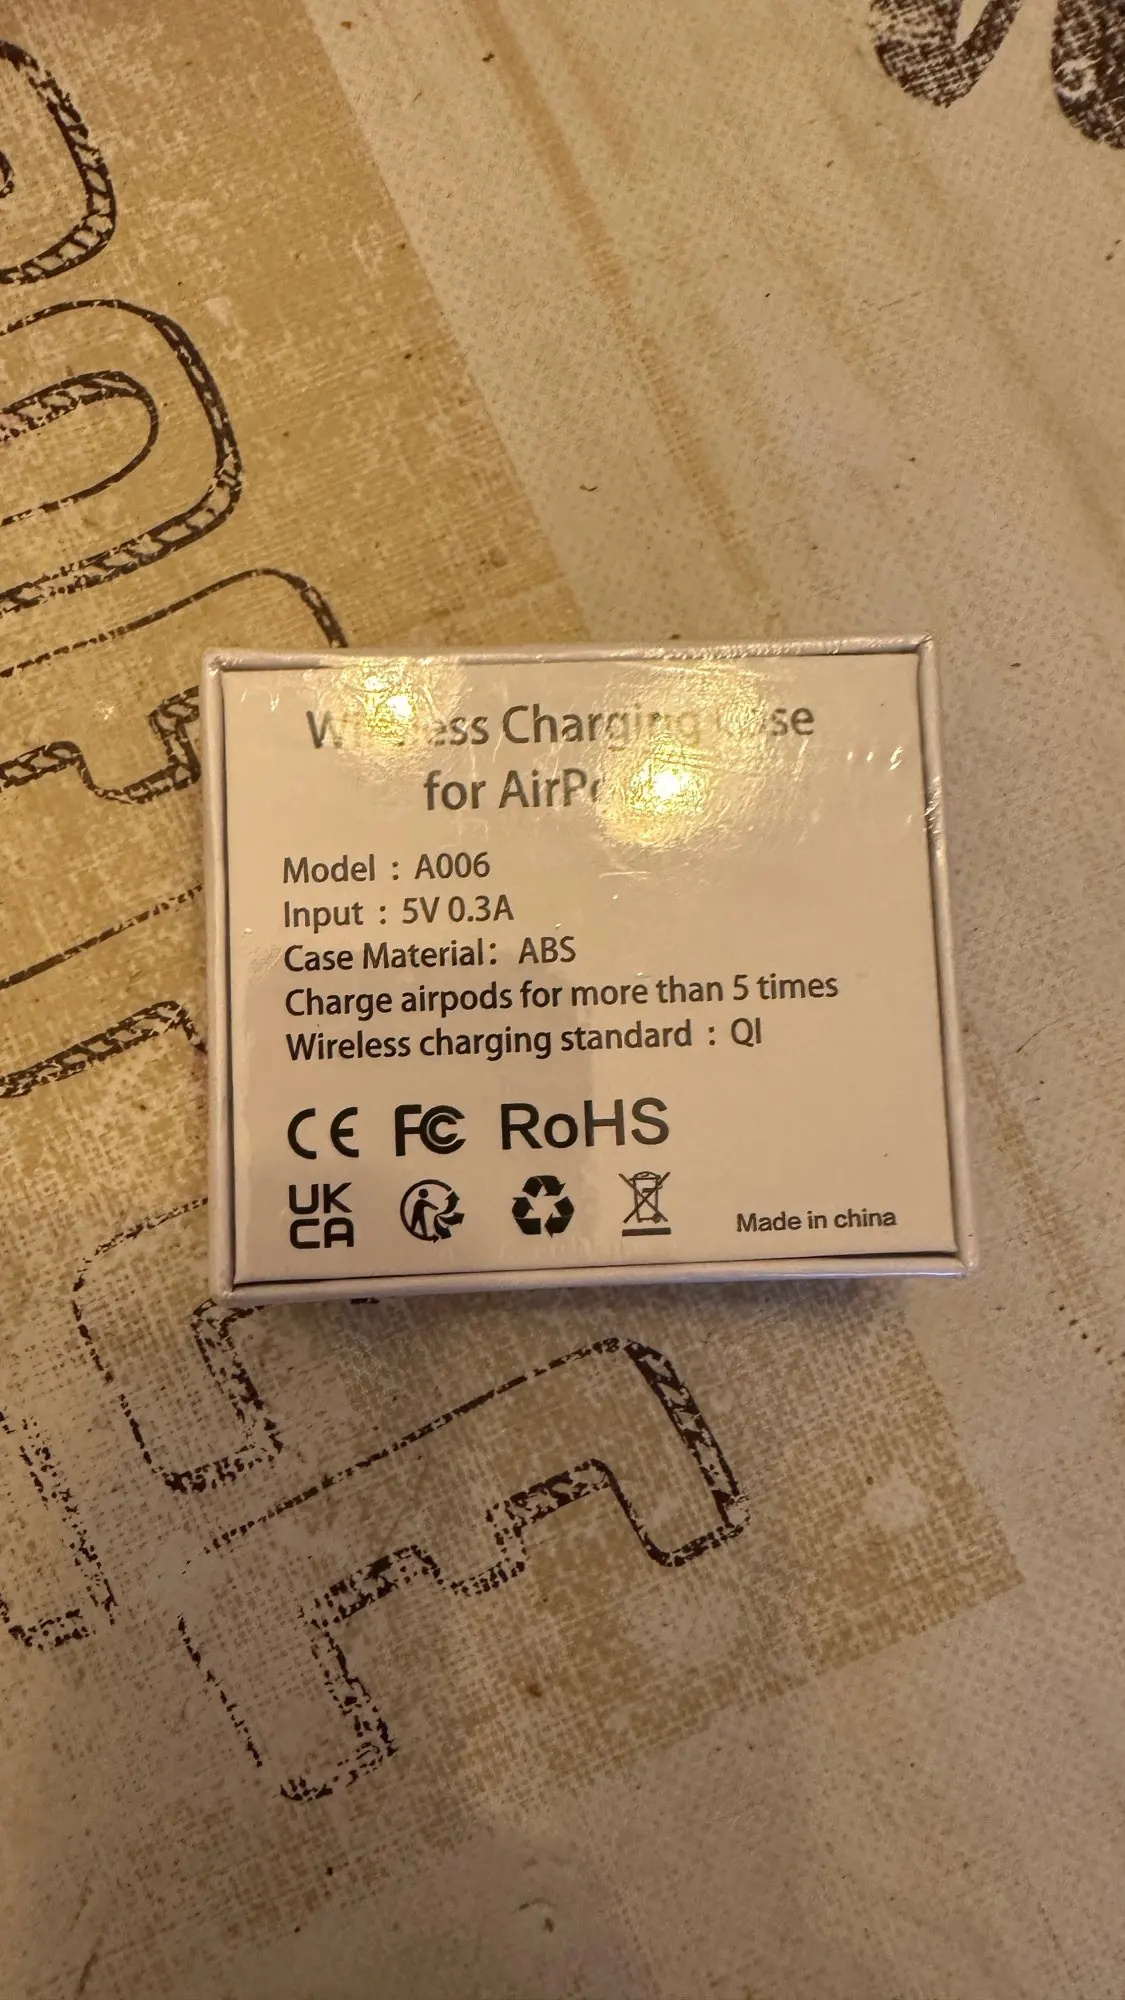 Charging
for
Model : A006
Input : 5V 0.3A
Case Material: ABS
Charge airpods for more than 5 times
Wireless charging standard : QI
CE FC RoHS
UK
CA
Made in china